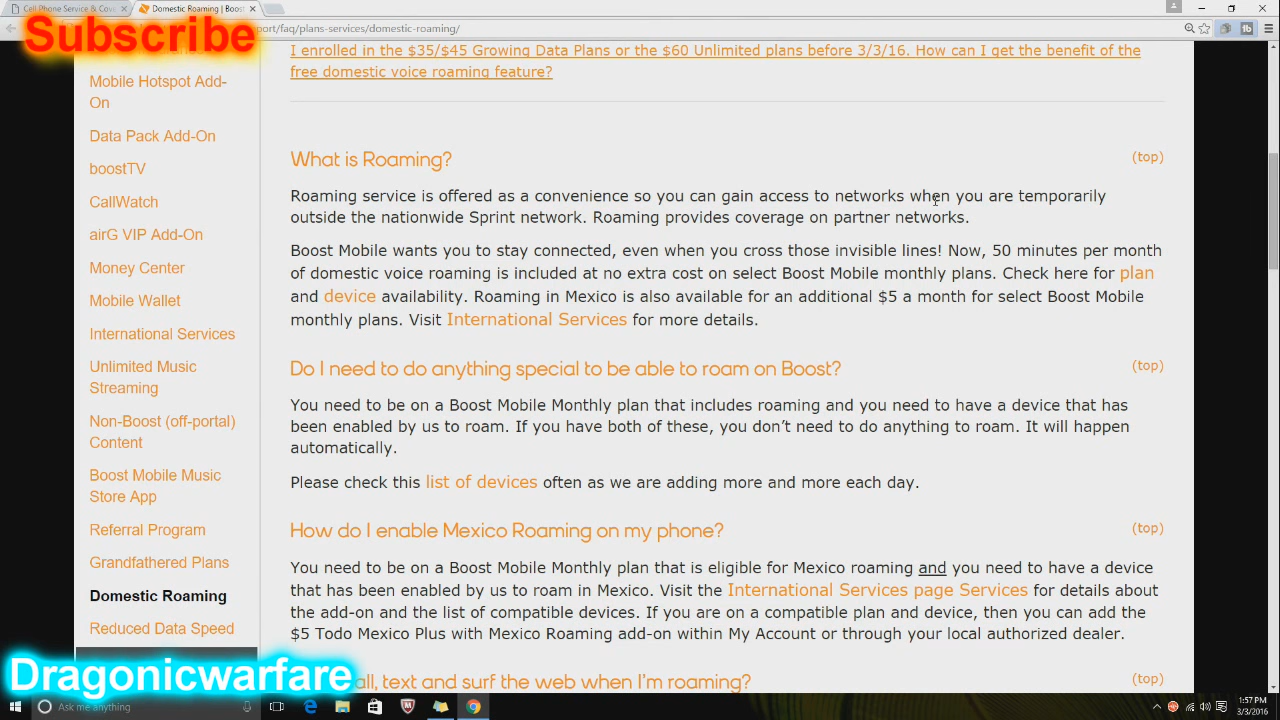 Cell Phone Service & Cove
Domestic Roaming | Boost
Subscribe
port/faq/plans-services/domestic-roaming/
I enrolled in the $35/$45 Growing Data Plans or the $60 Unlimited plans before 3/3/16. How can I get the benefit of the
free domestic voice roaming feature?
Mobile Hotspot Add-
On
Data Pack Add-On
boostTV
CallWatch
airG VIP Add-On
Money Center
Mobile Wallet
International Services
Unlimited Music
Streaming
Non-Boost (off-portal)
Content
Boost Mobile Music
Store App
Referral Program
Grandfathered Plans
Domestic Roaming
Reduced Data Speed
What is Roaming?
(top)
Roaming service is offered as a convenience so you can gain access to networks when you are temporarily
outside the nationwide Sprint network. Roaming provides coverage on partner networks.
Boost Mobile wants you to stay connected, even when you cross those invisible lines! Now, 50 minutes per month
of domestic voice roaming is included at no extra cost on select Boost Mobile monthly plans. Check here for plan
and device availability. Roaming in Mexico is also available for an additional $5 a month for select Boost Mobile
monthly plans. Visit International Services for more details.
Do I need to do anything special to be able to roam on Boost?
(top)
You need to be on a Boost Mobile Monthly plan that includes roaming and you need to have a device that has
been enabled by us to roam. If you have both of these, you don't need to do anything to roam. It will happen
automatically.
Please check this list of devices often as we are adding more and more each day.
How do I enable Mexico Roaming on my phone?
(top)
You need to be on a Boost Mobile Monthly plan that is eligible for Mexico roaming and you need to have a device
that has been enabled by us to roam in Mexico. Visit the International Services page Services for details about
the add-on and the list of compatible devices. If you are on a compatible plan and device, then you can add the
$5 Todo Mexico Plus with Mexico Roaming add-on within My Account or through your local authorized dealer.
all, text and surf the web when I'm roaming?
(top)
Dragonicwarfare
Ask me anything
1:57 PM
3/3/2016